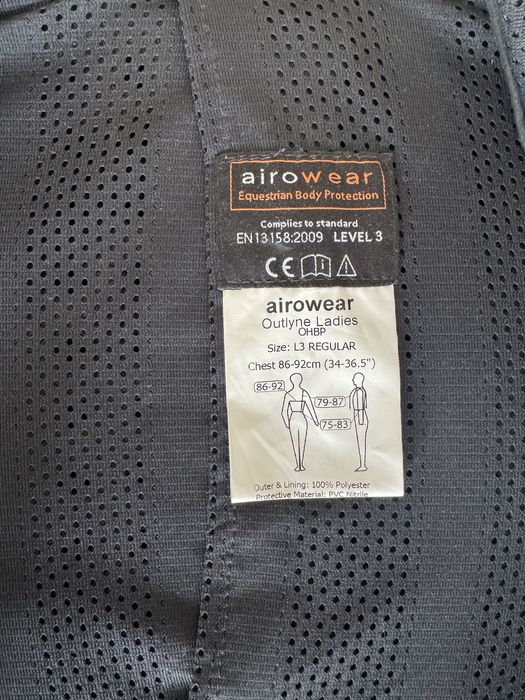 airowear
Equestrian Body Protection
Complies to standard
EN13158:2009 LEVEL 3
CE
airowear
Outlyne Ladies
OHBP
Size: L3 REGULAR
Chest 86-92cm (34-36.5")
86-92
79-87
75-83
Outer & Lining: 100% Polyester
Protective Material: PVC Nitrile